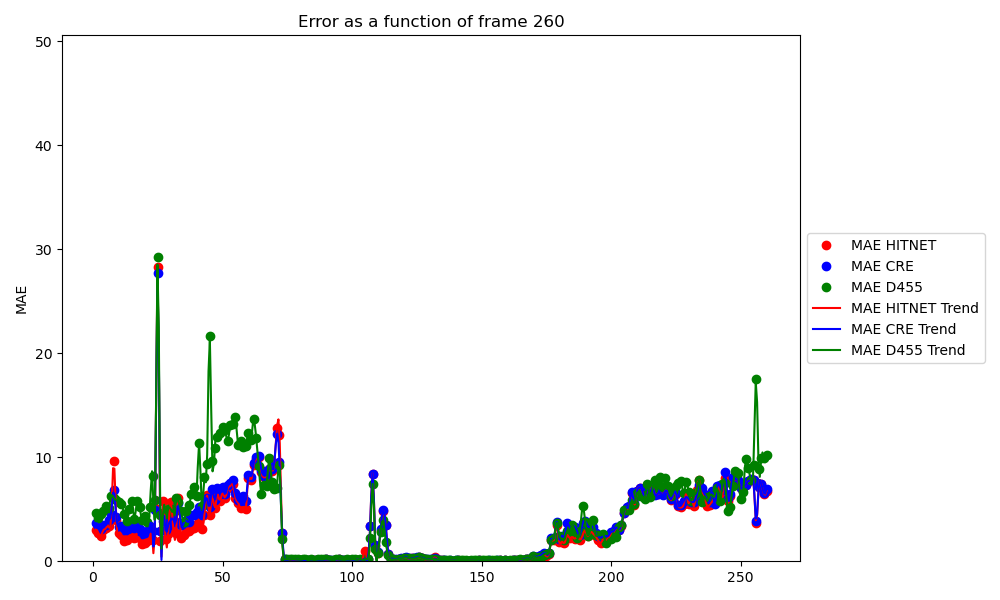 Error as a function of frame 260
50
40
30
20
10
0
MAE
0 50 100 150 200 250
MAE HITNET
MAE CRE
MAE D455
MAE HITNET Trend
MAE CRE Trend
MAE D455 Trend